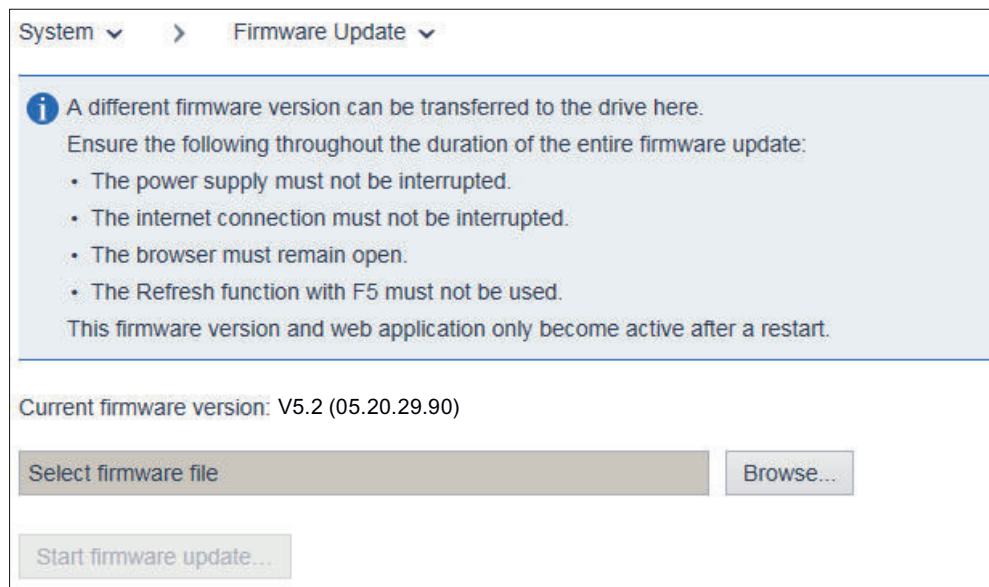 System > Firmware Update
A different firmware version can be transferred to the drive here.
Ensure the following throughout the duration of the entire firmware update:
• The power supply must not be interrupted.
• The internet connection must not be interrupted.
• The browser must remain open.
• The Refresh function with F5 must not be used.
This firmware version and web application only become active after a restart.
Current firmware version: V5.2 (05.20.29.90)
Select firmware file Browse...
Start firmware update...